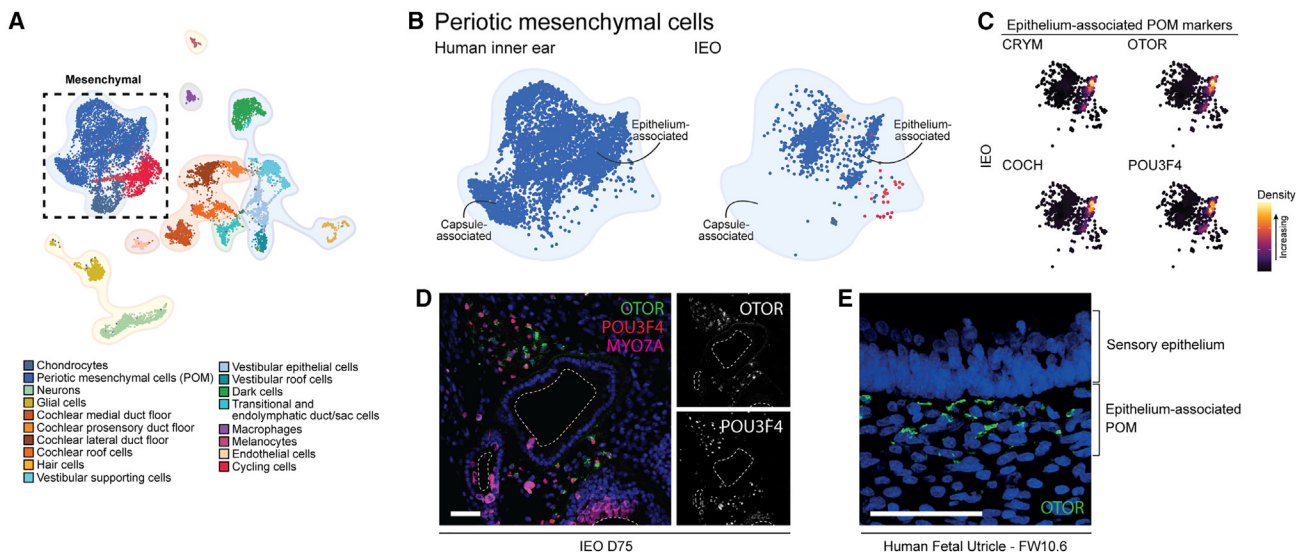 A
Mesenchymal
Chondrocytes
Periotic mesenchymal cells (POM)
Neurons
Glial cells
Cochlear medial duct floor
Cochlear prosensory duct floor
Cochlear lateral duct floor
Cochlear roof cells
Hair cells
Vestibular supporting cells
Vestibular epithelial cells
Vestibular roof cells
Dark cells
Transitional and
endolymphatic duct/sac cells
Macrophages
Melanocytes
Endothelial cells
Cycling cells
B Periotic mesenchymal cells
Human inner ear
IEO
Epithelium-
associated
Capsule-
associated
Epithelium-
associated
Capsule-
associated
C
Epithelium-associated POM markers
CRYM
OTOR
COCH
POU3F4
IEO
Density
Increasing
D
OTOR
POU3F4
MYO7A
OTOR
POU3F4
IEO D75
E
Sensory epithelium
Epithelium-associated
POM
OTOR
Human Fetal Utricle - FW10.6